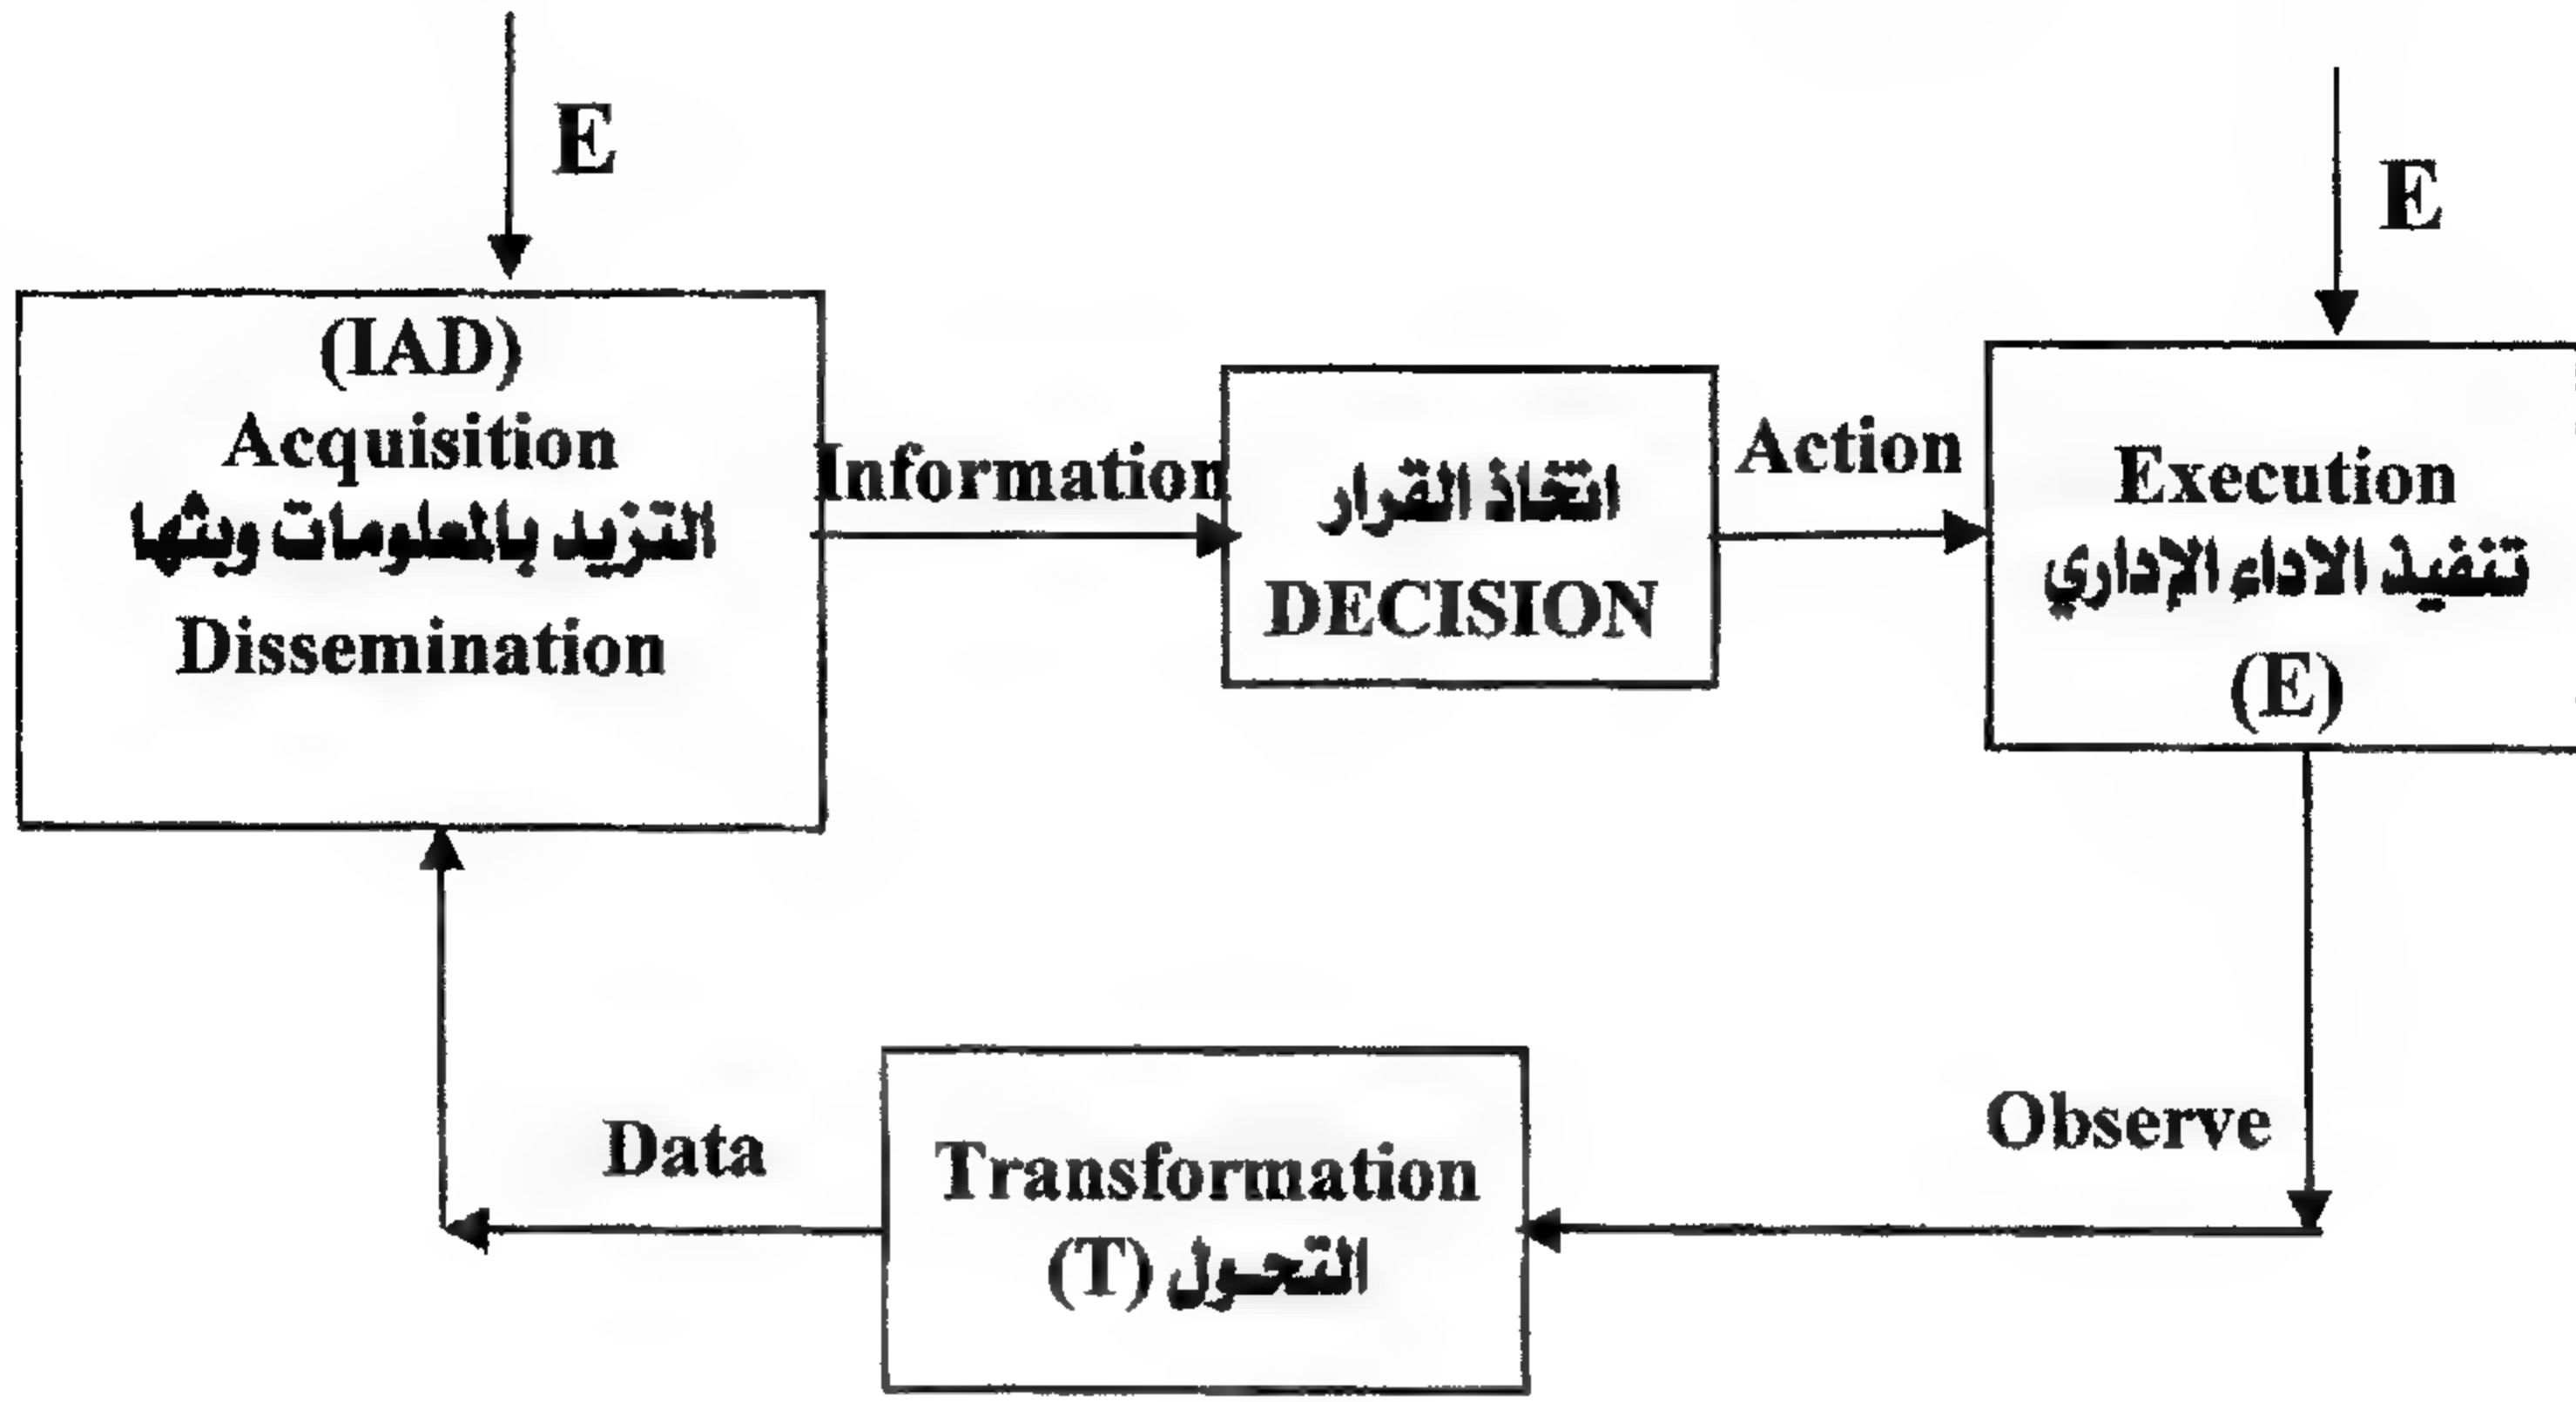 E
E
(IAD)
Acquisition
التزيد بالمعلومات وبثها
Dissemination
Information
اتخاذ القرار
DECISION
Action
Execution
تنفيذ الاداء الإداري
(E)
Observe
Transformation
التحول (T)
Data